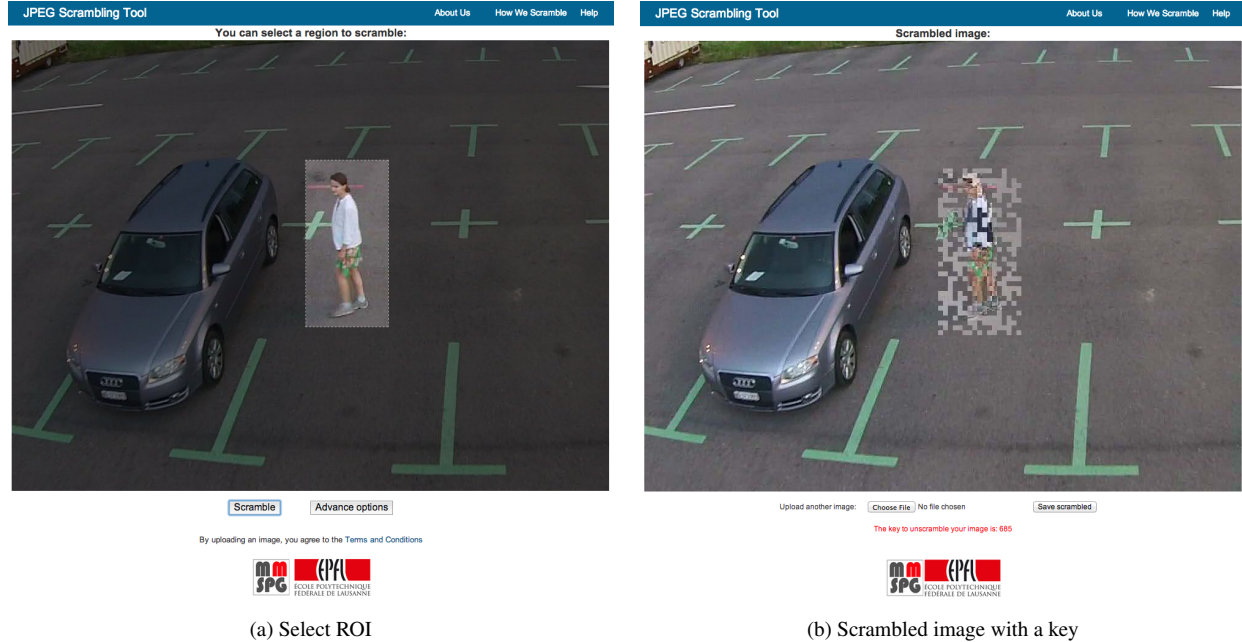 JPEG Scrambling Tool
About Us How We Scramble Help
You can select a region to scramble:
Scramble Advance options
By uploading an image, you agree to the Terms and Conditions
MM
SPG
EPFL
ÉCOLE POLYTECHNIQUE
FÉDÉRALE DE LAUSANNE
(a) Select ROI
JPEG Scrambling Tool
About Us How We Scramble Help
Scrambled image:
Upload another image: Choose File No file chosen Save scrambled
The key to unscramble your image is: 685
MM
SPG
EPFL
ÉCOLE POLYTECHNIQUE
FÉDÉRALE DE LAUSANNE
(b) Scrambled image with a key